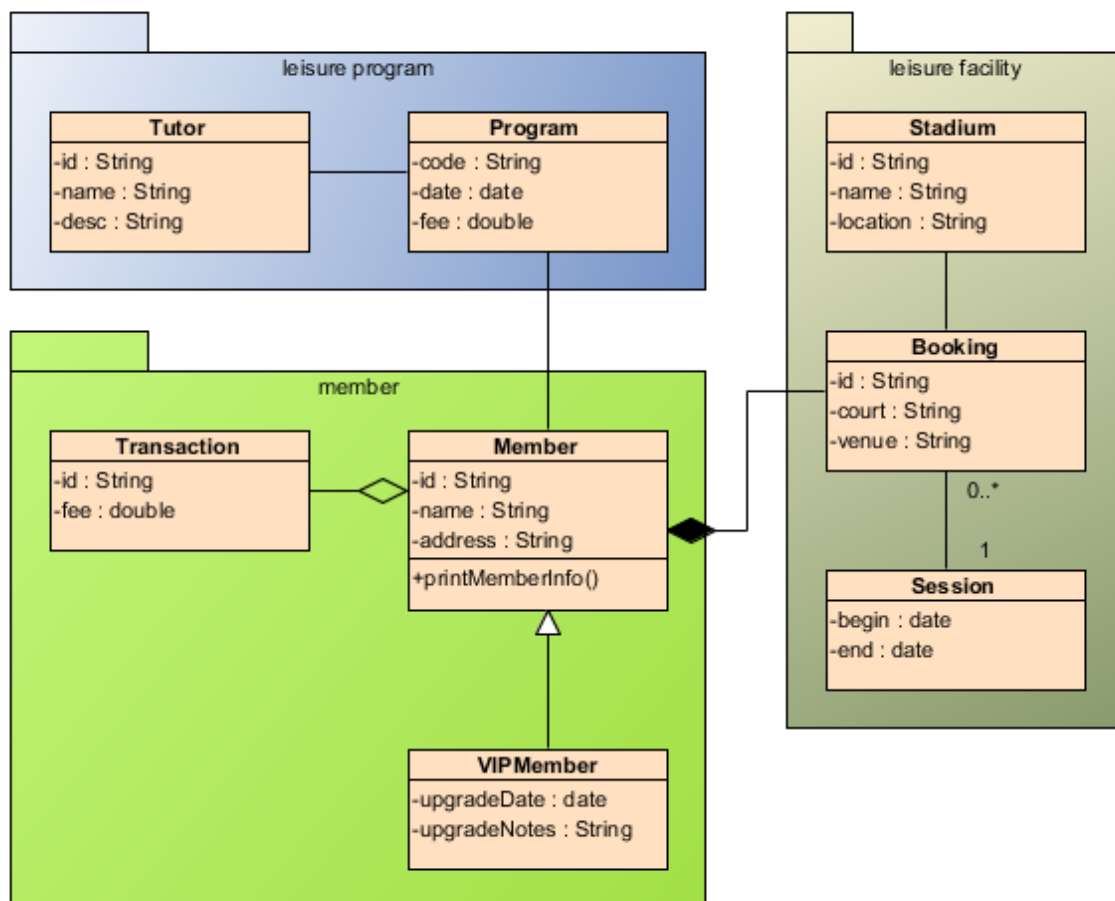 leisure program
Tutor
-id : String
-name : String
-desc : String
Program
-code : String
-date : date
-fee : double
leisure facility
Stadium
-id : String
-name : String
-location : String
Booking
-id : String
-court : String
-venue : String
0..*
1
Session
-begin : date
-end : date
member
Transaction
-id : String
-fee : double
Member
-id : String
-name : String
-address : String
+printMemberInfo()
VIPMember
-upgradeDate : date
-upgradeNotes : String